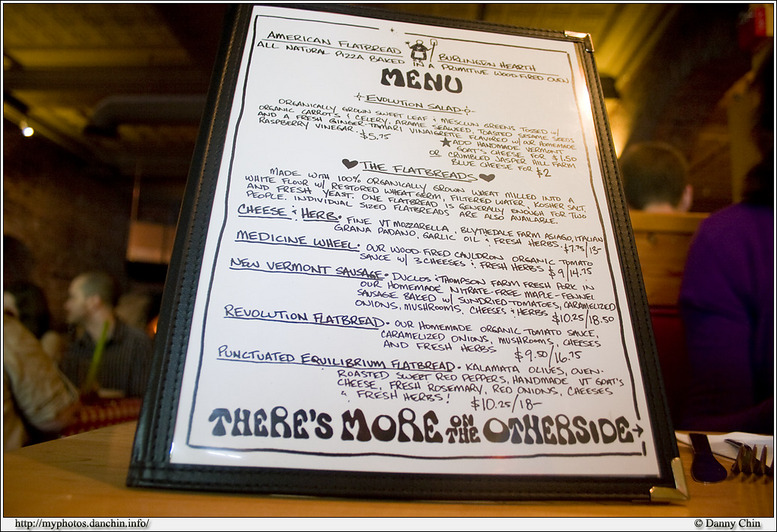 AMERICAN FLATBREAD BURLINGTON HEARTH
ALL NATURAL PIZZA BAKED IN A PRIMITIVE WOOD-FIRED OVEN
MENU
EVOLUTION SALAD
ORGANICALLY GROWN SWEET LEAF & MESCLUN GREENS TOSSED W/
ORGANIC CARROTS & CELERY, ARAME SEAWEED, TOASTED SESAME SEEDS
AND A FRESH GINGER-TAMARI VINAIGRETTE FLAVORED W/ OUR HOMEMADE
RASPBERRY VINEGAR. $5.75
★ADD HANDMADE VERMONT
GOAT'S CHEESE FOR $1.50
OR CRUMBLED JASPER HILL FARM
BLUE CHEESE FOR $2
♥THE FLATBREADS♥
MADE WITH 100% ORGANICALLY GROWN WHEAT MILLED INTO A
WHITE FLOUR W/ RESTORED WHEAT GERM, FILTERED WATER, KOSHER SALT,
AND FRESH YEAST. ONE FLATBREAD IS GENERALLY ENOUGH FOR TWO
PEOPLE. INDIVIDUAL SIZED FLATBREADS ARE ALSO AVAILABLE.
CHEESE & HERB• FINE VT MOZZARELLA, BLYTHEDALE FARM ASIAGO, ITALIAN
GRANA PADANO, GARLIC OIL & FRESH HERBS. $7.75/13-
MEDICINE WHEEL• OUR WOOD FIRED CAULDRON ORGANIC TOMATO
SAUCE W/ 3 CHEESES & FRESH HERBS $9/14.75
NEW VERMONT SAUSAGE• DUCLOS & THOMPSON FARM FRESH PORK IN
OUR HOMEMADE NITRATE-FREE MAPLE-FENNEL
SAUSAGE BAKED W/ SUNDRIED TOMATOES, CARAMELIZED
ONIONS, MUSHROOMS, CHEESES & HERBS $10.25/18.50
REVOLUTION FLATBREAD• OUR HOMEMADE ORGANIC TOMATO SAUCE,
CARAMELIZED ONIONS, MUSHROOMS, CHEESES
AND FRESH HERBS $9.50/16.75
PUNCTUATED EQUILIBRIUM FLATBREAD• KALAMATA OLIVES, OVEN-
ROASTED SWEET RED PEPPERS, HANDMADE VT GOAT'S
CHEESE, FRESH ROSEMARY, RED ONIONS, CHEESES
& FRESH HERBS! $10.25/18-
THERE'S MORE ON THE OTHERSIDE→
http://myphotos.danchin.info/
© Danny Chin